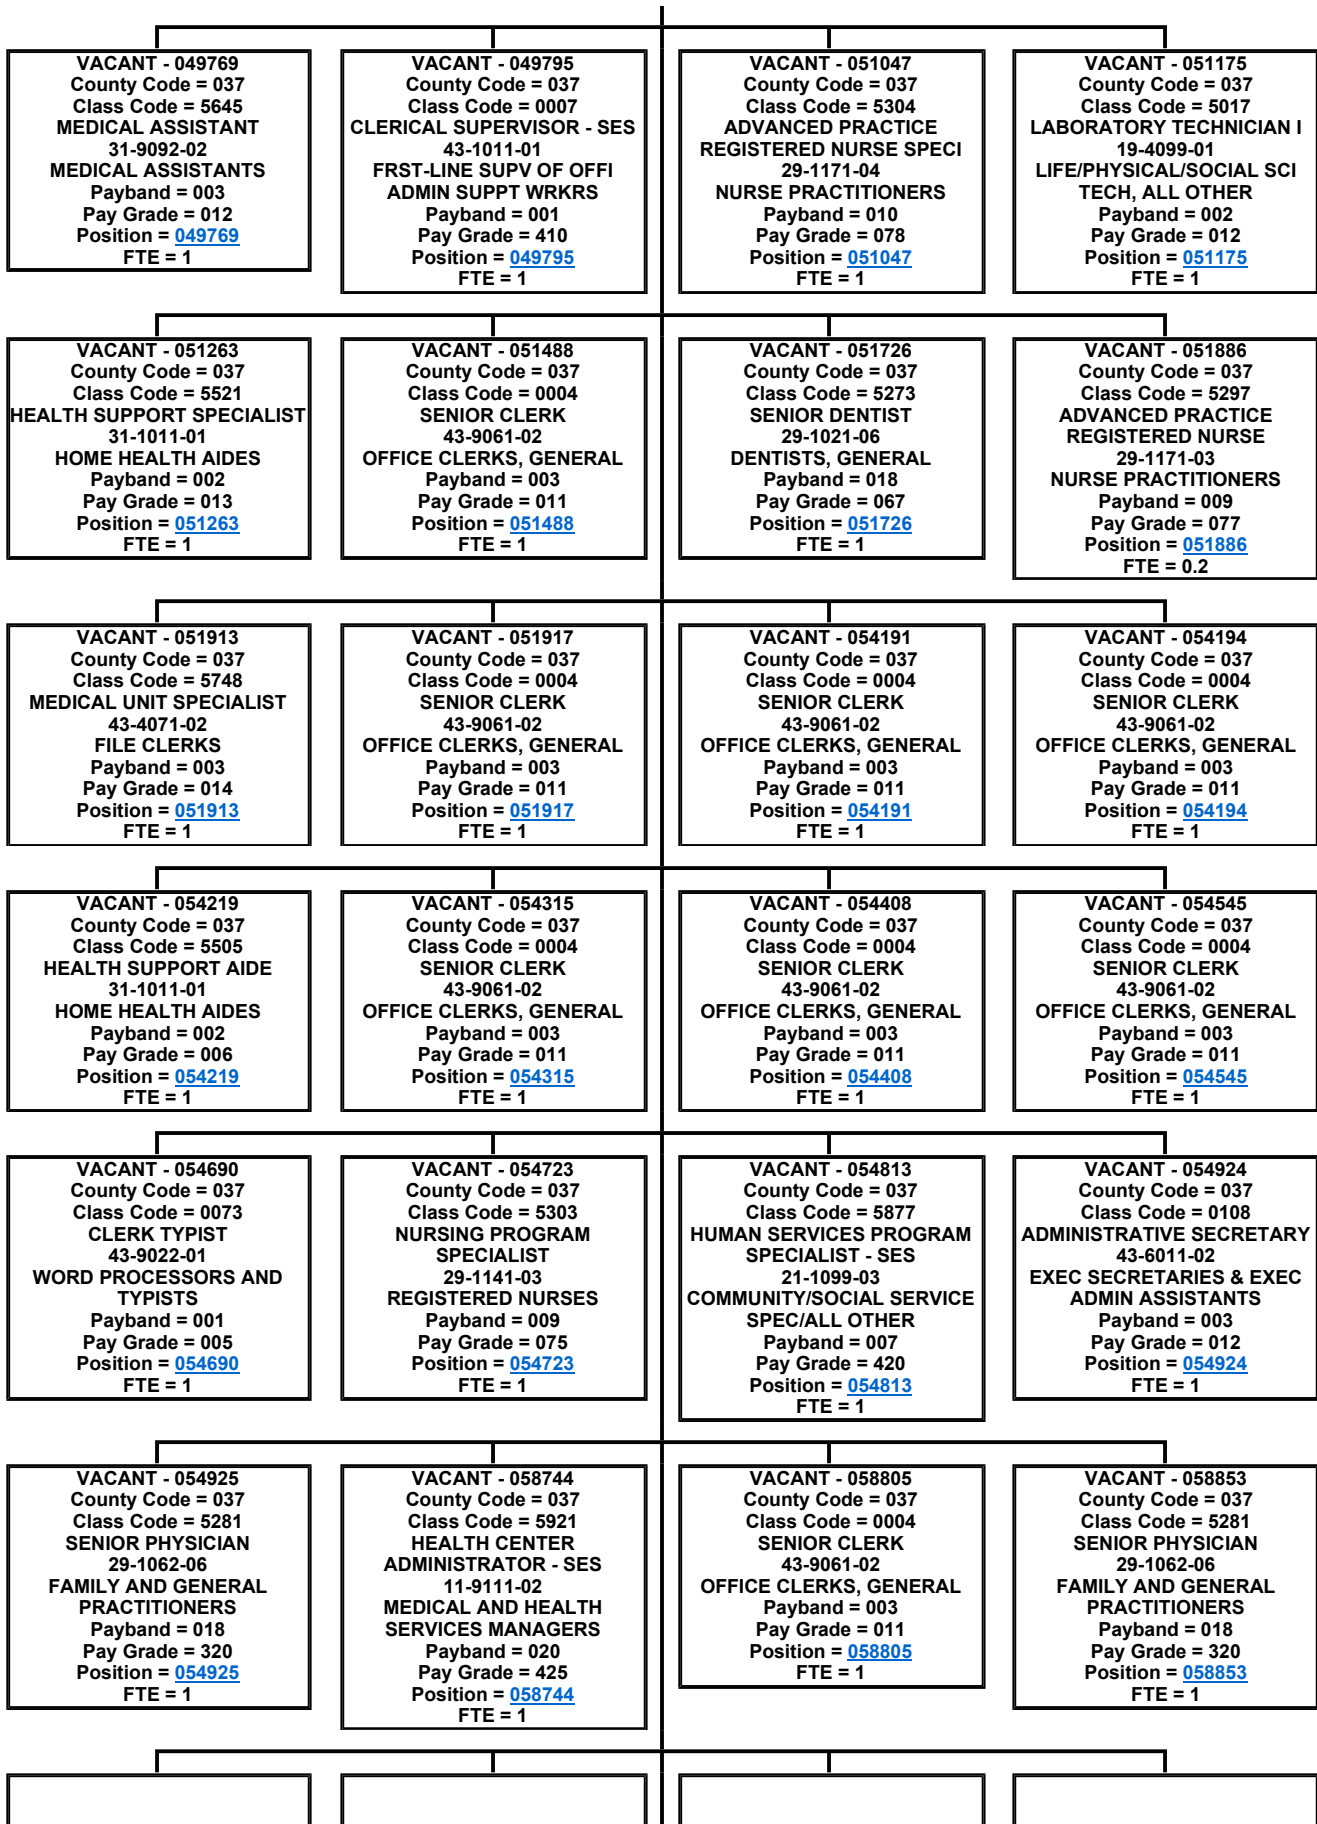 VACANT - 049769
County Code = 037
Class Code = 5645
MEDICAL ASSISTANT
31-9092-02
MEDICAL ASSISTANTS
Payband = 003
Pay Grade = 012
Position = 049769
FTE = 1
VACANT - 049795
County Code = 037
Class Code = 0007
CLERICAL SUPERVISOR - SES
43-1011-01
FRST-LINE SUPV OF OFFI
ADMIN SUPPT WRKRS
Payband = 001
Pay Grade = 410
Position = 049795
FTE = 1
VACANT - 051047
County Code = 037
Class Code = 5304
ADVANCED PRACTICE
REGISTERED NURSE SPECI
29-1171-04
NURSE PRACTITIONERS
Payband = 010
Pay Grade = 078
Position = 051047
FTE = 1
VACANT - 051175
County Code = 037
Class Code = 5017
LABORATORY TECHNICIAN I
19-4099-01
LIFE/PHYSICAL/SOCIAL SCI
TECH, ALL OTHER
Payband = 002
Pay Grade = 012
Position = 051175
FTE = 1
VACANT - 051263
County Code = 037
Class Code = 5521
HEALTH SUPPORT SPECIALIST
31-1011-01
HOME HEALTH AIDES
Payband = 002
Pay Grade = 013
Position = 051263
FTE = 1
VACANT - 051488
County Code = 037
Class Code = 0004
SENIOR CLERK
43-9061-02
OFFICE CLERKS, GENERAL
Payband = 003
Pay Grade = 011
Position = 051488
FTE = 1
VACANT - 051726
County Code = 037
Class Code = 5273
SENIOR DENTIST
29-1021-06
DENTISTS, GENERAL
Payband = 018
Pay Grade = 067
Position = 051726
FTE = 1
VACANT - 051886
County Code = 037
Class Code = 5297
ADVANCED PRACTICE
REGISTERED NURSE
29-1171-03
NURSE PRACTITIONERS
Payband = 009
Pay Grade = 077
Position = 051886
FTE = 0.2
VACANT - 051913
County Code = 037
Class Code = 5748
MEDICAL UNIT SPECIALIST
43-4071-02
FILE CLERKS
Payband = 003
Pay Grade = 014
Position = 051913
FTE = 1
VACANT - 051917
County Code = 037
Class Code = 0004
SENIOR CLERK
43-9061-02
OFFICE CLERKS, GENERAL
Payband = 003
Pay Grade = 011
Position = 051917
FTE = 1
VACANT - 054191
County Code = 037
Class Code = 0004
SENIOR CLERK
43-9061-02
OFFICE CLERKS, GENERAL
Payband = 003
Pay Grade = 011
Position = 054191
FTE = 1
VACANT - 054194
County Code = 037
Class Code = 0004
SENIOR CLERK
43-9061-02
OFFICE CLERKS, GENERAL
Payband = 003
Pay Grade = 011
Position = 054194
FTE = 1
VACANT - 054219
County Code = 037
Class Code = 5505
HEALTH SUPPORT AIDE
31-1011-01
HOME HEALTH AIDES
Payband = 002
Pay Grade = 006
Position = 054219
FTE = 1
VACANT - 054315
County Code = 037
Class Code = 0004
SENIOR CLERK
43-9061-02
OFFICE CLERKS, GENERAL
Payband = 003
Pay Grade = 011
Position = 054315
FTE = 1
VACANT - 054408
County Code = 037
Class Code = 0004
SENIOR CLERK
43-9061-02
OFFICE CLERKS, GENERAL
Payband = 003
Pay Grade = 011
Position = 054408
FTE = 1
VACANT - 054545
County Code = 037
Class Code = 0004
SENIOR CLERK
43-9061-02
OFFICE CLERKS, GENERAL
Payband = 003
Pay Grade = 011
Position = 054545
FTE = 1
VACANT - 054690
County Code = 037
Class Code = 0073
CLERK TYPIST
43-9022-01
WORD PROCESSORS AND
TYPISTS
Payband = 001
Pay Grade = 005
Position = 054690
FTE = 1
VACANT - 054723
County Code = 037
Class Code = 5303
NURSING PROGRAM
SPECIALIST
29-1141-03
REGISTERED NURSES
Payband = 009
Pay Grade = 075
Position = 054723
FTE = 1
VACANT - 054813
County Code = 037
Class Code = 5877
HUMAN SERVICES PROGRAM
SPECIALIST - SES
21-1099-03
COMMUNITY/SOCIAL SERVICE
SPEC/ALL OTHER
Payband = 007
Pay Grade = 420
Position = 054813
FTE = 1
VACANT - 054924
County Code = 037
Class Code = 0108
ADMINISTRATIVE SECRETARY
43-6011-02
EXEC SECRETARIES & EXEC
ADMIN ASSISTANTS
Payband = 003
Pay Grade = 012
Position = 054924
FTE = 1
VACANT - 054925
County Code = 037
Class Code = 5281
SENIOR PHYSICIAN
29-1062-06
FAMILY AND GENERAL
PRACTITIONERS
Payband = 018
Pay Grade = 320
Position = 054925
FTE = 1
VACANT - 058744
County Code = 037
Class Code = 5921
HEALTH CENTER
ADMINISTRATOR - SES
11-9111-02
MEDICAL AND HEALTH
SERVICES MANAGERS
Payband = 020
Pay Grade = 425
Position = 058744
FTE = 1
VACANT - 058805
County Code = 037
Class Code = 0004
SENIOR CLERK
43-9061-02
OFFICE CLERKS, GENERAL
Payband = 003
Pay Grade = 011
Position = 058805
FTE = 1
VACANT - 058853
County Code = 037
Class Code = 5281
SENIOR PHYSICIAN
29-1062-06
FAMILY AND GENERAL
PRACTITIONERS
Payband = 018
Pay Grade = 320
Position = 058853
FTE = 1